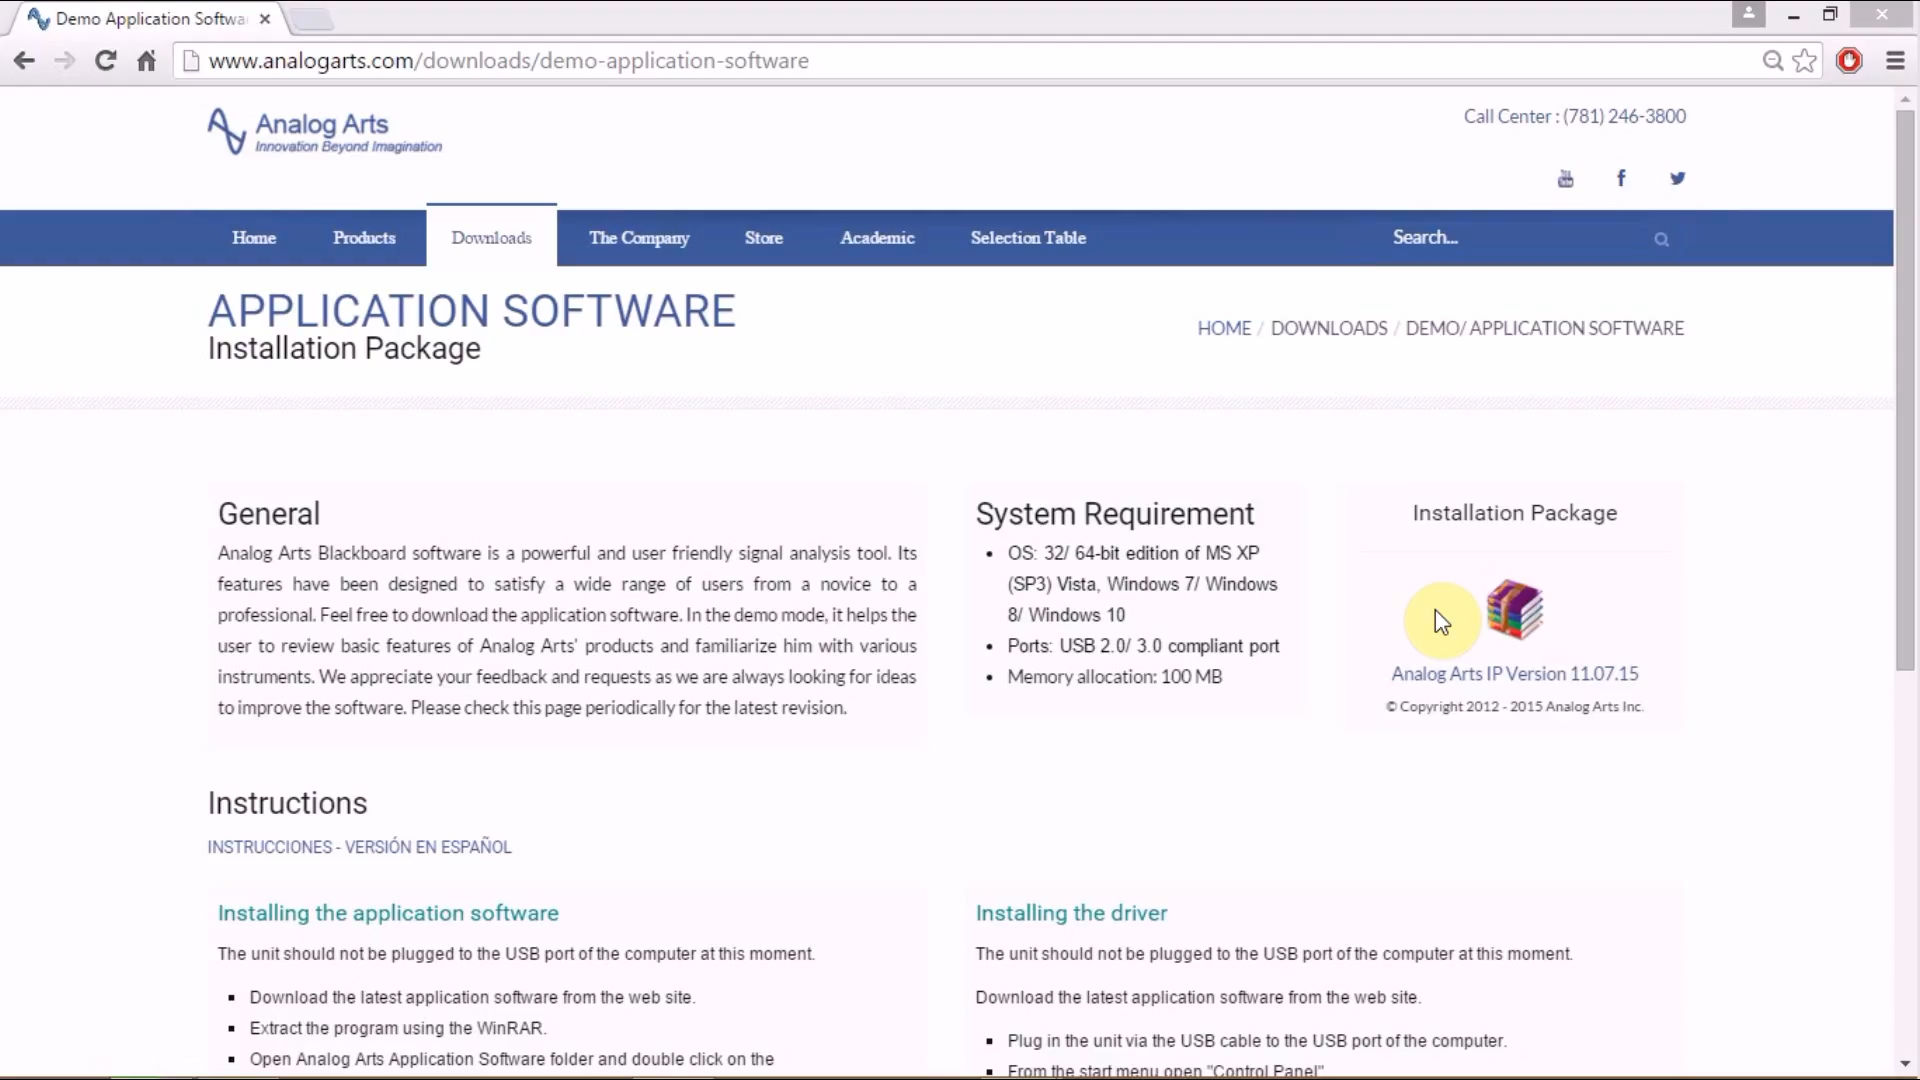 Demo Application Softwa
www.analogarts.com/downloads/demo-application-software
Analog Arts
Innovation Beyond Imagination
Call Center : (781) 246-3800
Home
Products
Downloads
The Company
Store
Academic
Selection Table
Search...
APPLICATION SOFTWARE
Installation Package
HOME / DOWNLOADS / DEMO/ APPLICATION SOFTWARE
General
Analog Arts Blackboard software is a powerful and user friendly signal analysis tool. Its
features have been designed to satisfy a wide range of users from a novice to a
professional. Feel free to download the application software. In the demo mode, it helps the
user to review basic features of Analog Arts' products and familiarize him with various
instruments. We appreciate your feedback and requests as we are always looking for ideas
to improve the software. Please check this page periodically for the latest revision.
System Requirement
• OS: 32/ 64-bit edition of MS XP
(SP3) Vista, Windows 7/ Windows
8/ Windows 10
• Ports: USB 2.0/ 3.0 compliant port
• Memory allocation: 100 MB
Installation Package
Analog Arts IP Version 11.07.15
© Copyright 2012 - 2015 Analog Arts Inc.
Instructions
INSTRUCCIONES - VERSIÓN EN ESPAÑOL
Installing the application software
The unit should not be plugged to the USB port of the computer at this moment.
▪ Download the latest application software from the web site.
▪ Extract the program using the WinRAR.
▪ Open Analog Arts Application Software folder and double click on the
Installing the driver
The unit should not be plugged to the USB port of the computer at this moment.
Download the latest application software from the web site.
▪ Plug in the unit via the USB cable to the USB port of the computer.
▪ From the start menu open "Control Panel"